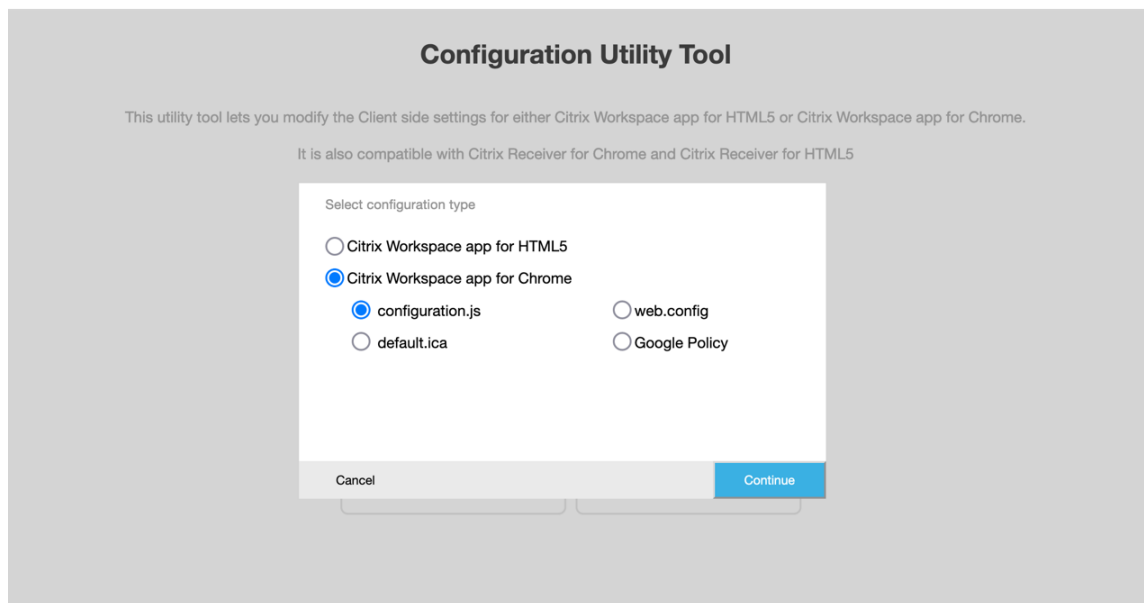 Configuration Utility Tool
This utility tool lets you modify the Client side settings for either Citrix Workspace app for HTML5 or Citrix Workspace app for Chrome.
It is also compatible with Citrix Receiver for Chrome and Citrix Receiver for HTML5
Select configuration type
Citrix Workspace app for HTML5
Citrix Workspace app for Chrome
configuration.js web.config
default.ica Google Policy
Cancel Continue